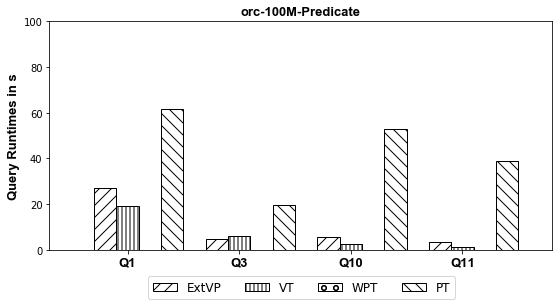 orc-100M-Predicate
Query Runtimes in s
100
80
60
40
20
0
Q1 Q3 Q10 Q11
ExtVP VT WPT PT